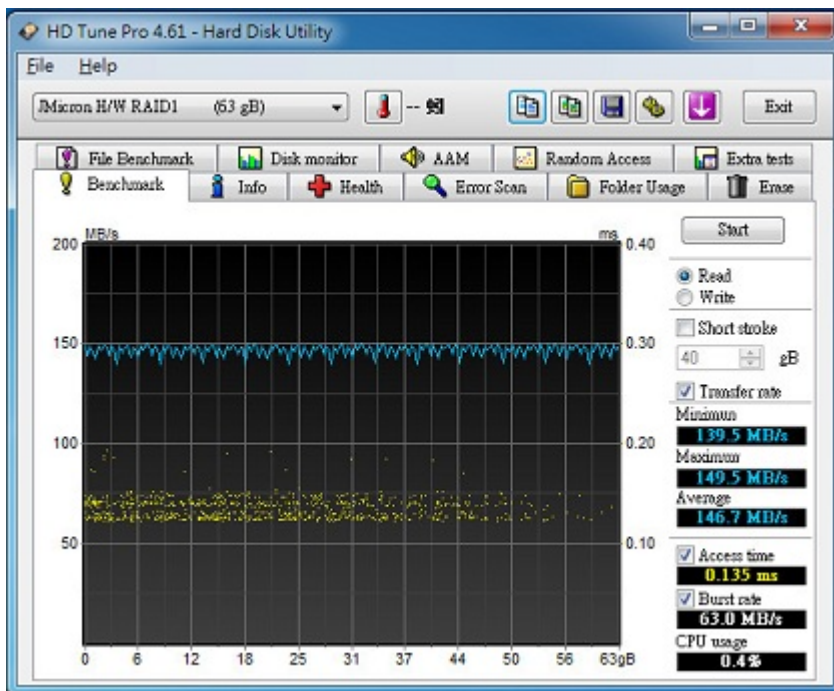 HD Tune Pro 4.61 - Hard Disk Utility
File Help
JMicron H/W RAID1 (63 gB)
--
Exit
File Benchmark Disk monitor AAM Random Access Extra tests
Benchmark Info Health Error Scan Folder Usage Erase
MB/s ms
200 0.40
150 0.30
100 0.20
50 0.10
0 6 12 18 25 31 37 44 50 56 63gB
Start
Read
Write
Short stroke
40 gB
Transfer rate
Minimum
139.5 MB/s
Maximum
149.5 MB/s
Average
146.7 MB/s
Access time
0.135 ms
Burst rate
63.0 MB/s
CPU usage
0.4%